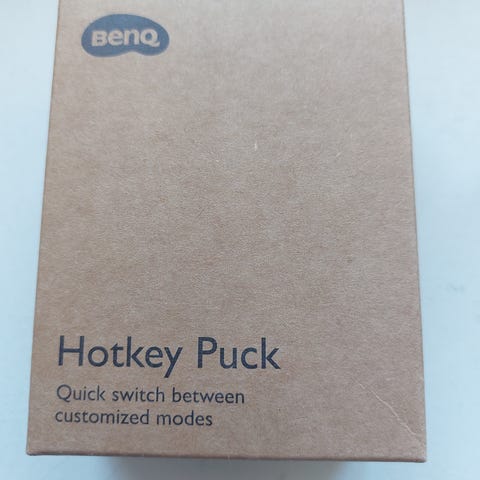 BenQ
Hotkey Puck
Quick switch between
customized modes